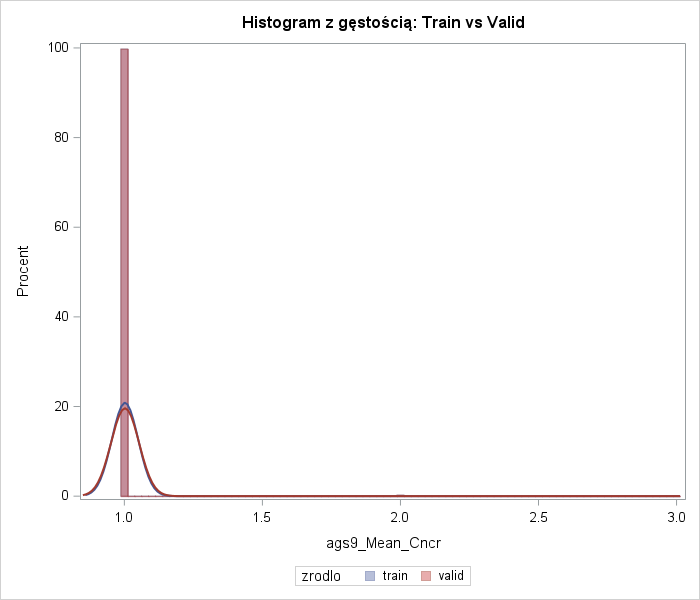 Histogram z gęstością: Train vs Valid
100
80
60
40
20
0
Procent
1.0 1.5 2.0 2.5 3.0
ags9_Mean_Cncr
zrodlo train valid